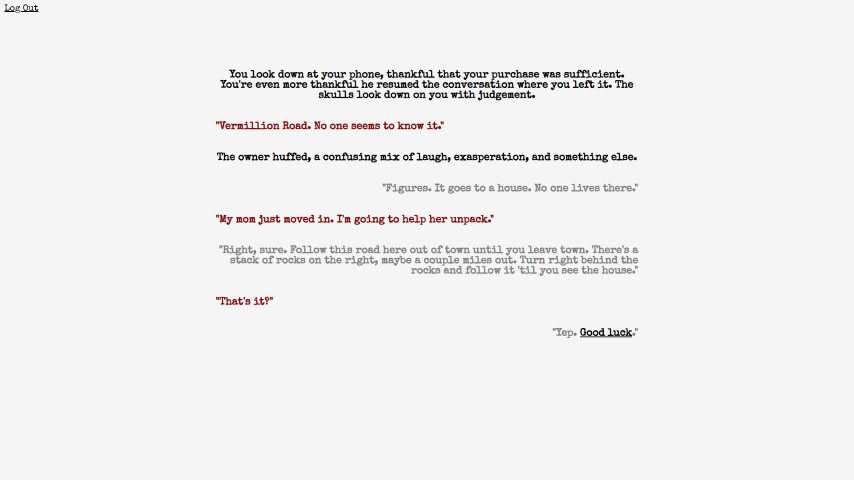 Log Out
You look down at your phone, thankful that your purchase was sufficient.
You're even more thankful he resumed the conversation where you left it. The
skulls look down on you with judgement.
"Vermillion Road. No one seems to know it."
The owner huffed, a confusing mix of laugh, exasperation, and something else.
"Figures. It goes to a house. No one lives there."
"My mom just moved in. I'm going to help her unpack."
"Right, sure. Follow this road here out of town until you leave town. There's a
stack of rocks on the right, maybe a couple miles out. Turn right behind the
rocks and follow it 'til you see the house."
"That's it?"
"Yep. Good luck."